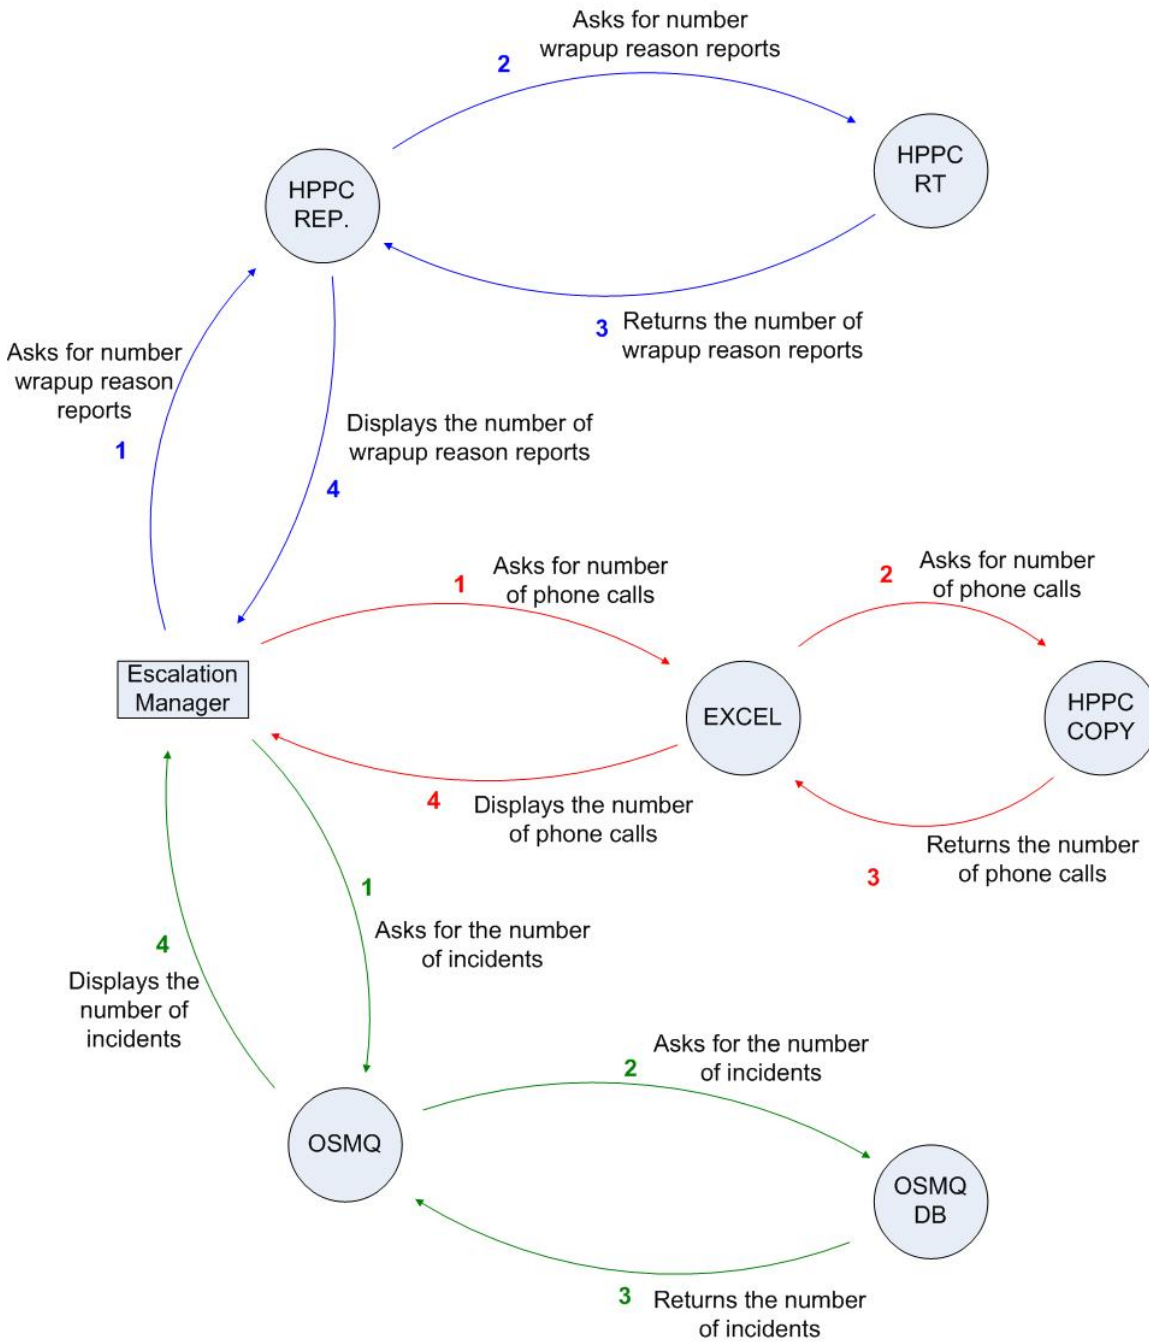 Asks for number
wrapup reason reports
2
HPPC
RT
HPPC
REP.
3
Returns the number of
wrapup reason reports
Asks for number
wrapup reason
reports
1
Displays the number of
wrapup reason reports
4
1
Asks for number
of phone calls
2
Asks for number
of phone calls
Escalation
Manager
EXCEL
HPPC
COPY
4
Displays the number
of phone calls
3
Returns the number
of phone calls
1
Asks for the number
of incidents
4
Displays the
number of
incidents
2
Asks for the number
of incidents
OSMQ
OSMQ
DB
3
Returns the number
of incidents